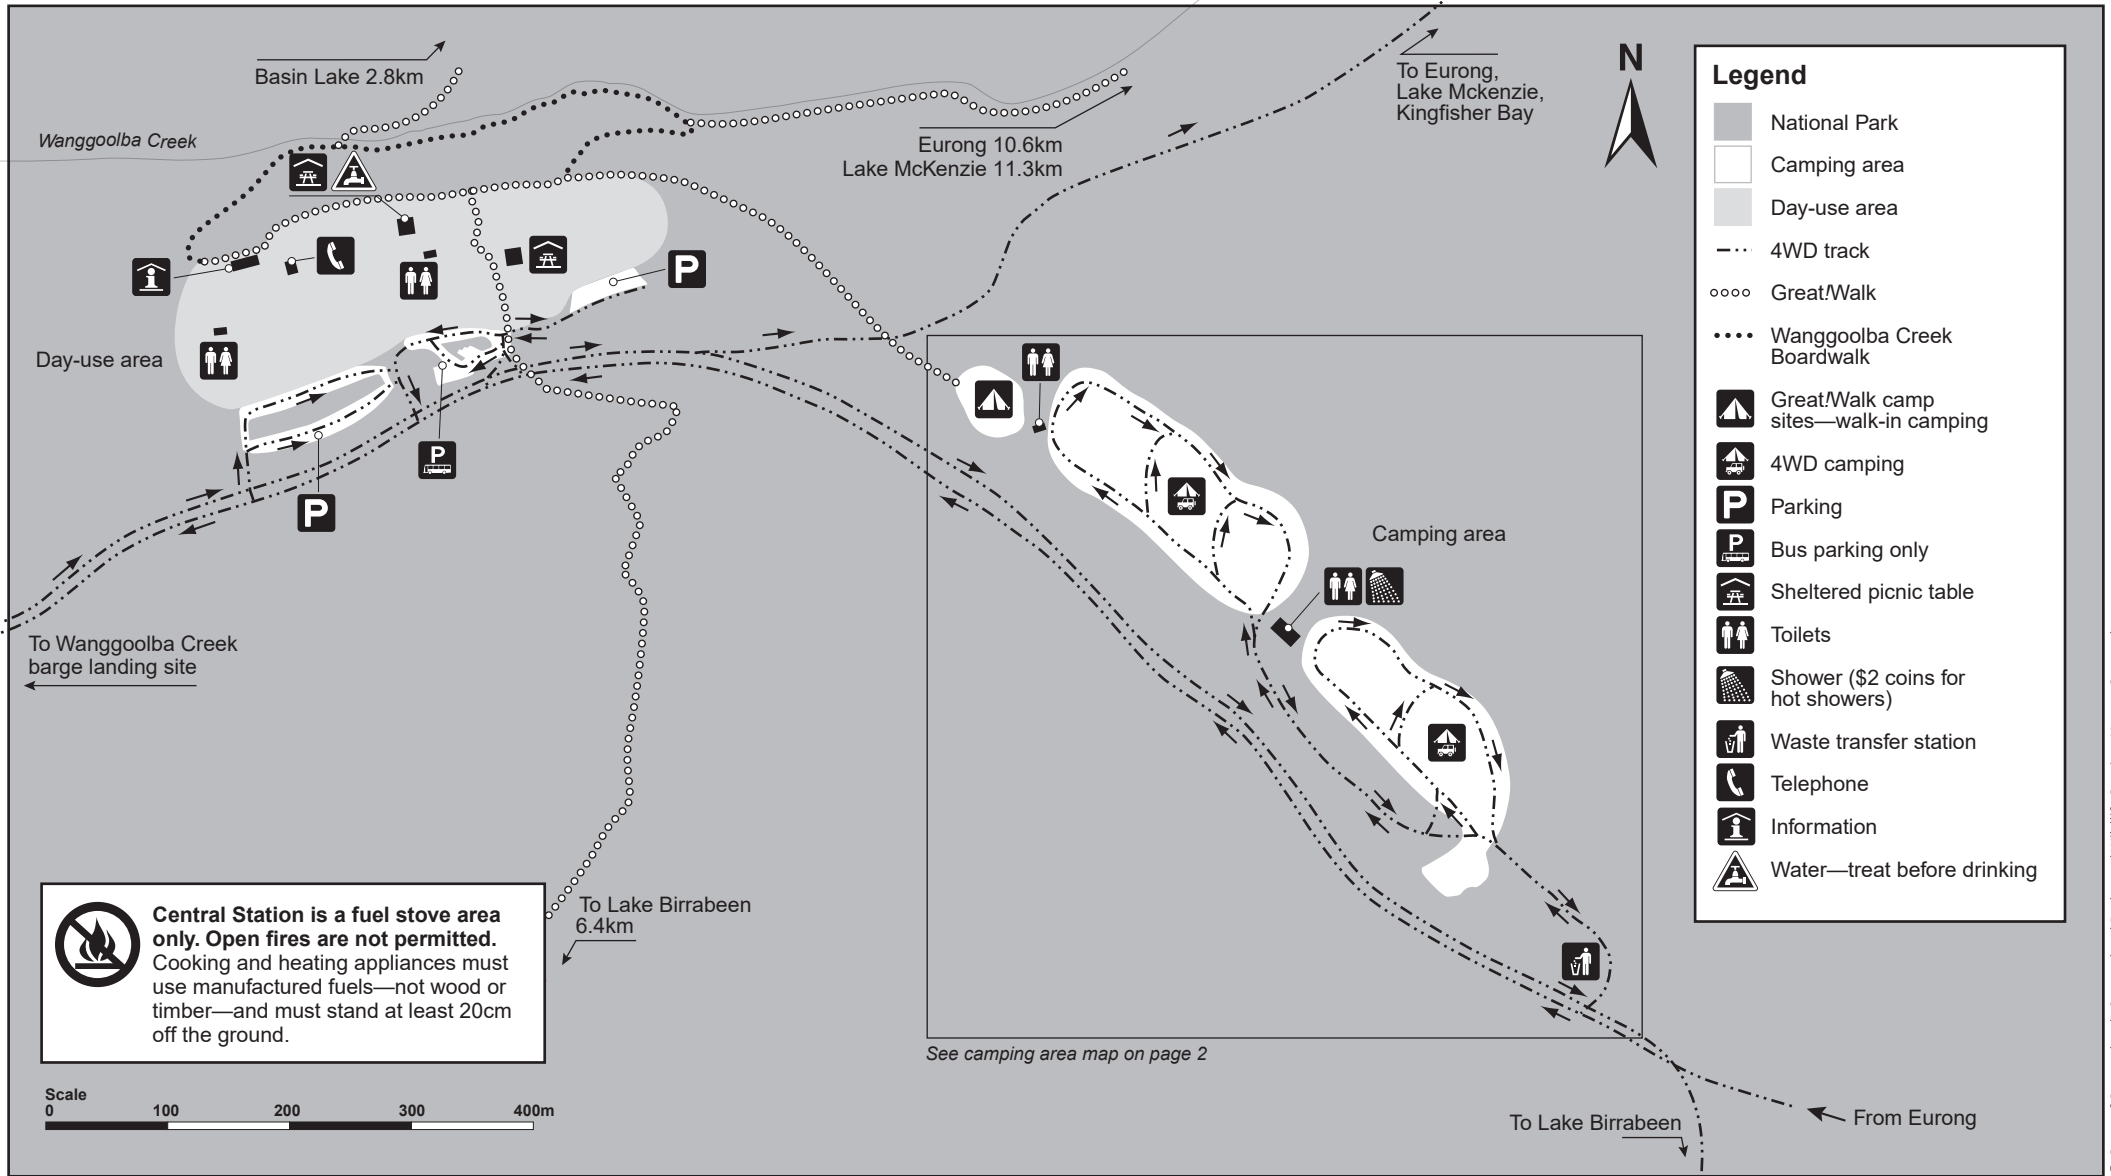 Basin Lake 2.8km
Wanggoolba Creek
Eurong 10.6km
Lake McKenzie 11.3km
To Eurong,
Lake Mckenzie,
Kingfisher Bay
N
P
Day-use area
P
P
To Wanggoolba Creek
barge landing site
Camping area
To Lake Birrabeen
6.4km
Central Station is a fuel stove area
only. Open fires are not permitted.
Cooking and heating appliances must
use manufactured fuels—not wood or
timber—and must stand at least 20cm
off the ground.
See camping area map on page 2
Scale
0 100 200 300 400m
To Lake Birrabeen
From Eurong
Legend
National Park
Camping area
Day-use area
4WD track
Great!Walk
Wanggoolba Creek
Boardwalk
Great!Walk camp
sites—walk-in camping
4WD camping
P
Parking
P
Bus parking only
Sheltered picnic table
Toilets
Shower ($2 coins for
hot showers)
Waste transfer station
Telephone
Information
Water—treat before drinking